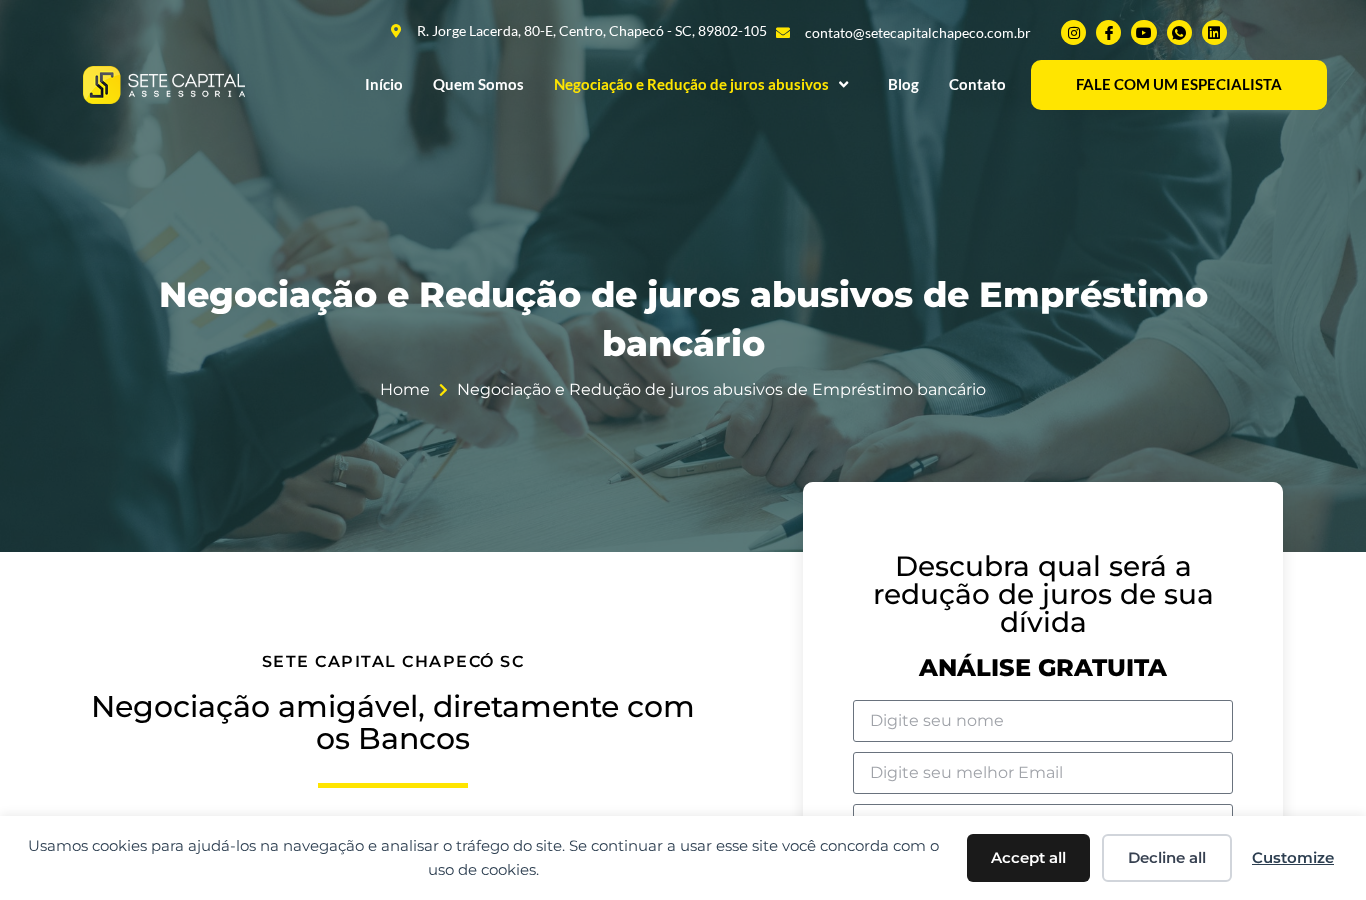 R. Jorge Lacerda, 80-E, Centro, Chapecó - SC, 89802-105
contato@setecapitalchapeco.com.br
SETE CAPITAL
ASSESSORIA
Início
Quem Somos
Negociação e Redução de juros abusivos
Blog
Contato
FALE COM UM ESPECIALISTA
Negociação e Redução de juros abusivos de Empréstimo
bancário
Home
Negociação e Redução de juros abusivos de Empréstimo bancário
SETE CAPITAL CHAPECÓ SC
Negociação amigável, diretamente com
os Bancos
Descubra qual será a
redução de juros de sua
dívida
ANÁLISE GRATUITA
Digite seu nome
Digite seu melhor Email
Usamos cookies para ajudá-los na navegação e analisar o tráfego do site. Se continuar a usar esse site você concorda com o
uso de cookies.
Accept all
Decline all
Customize